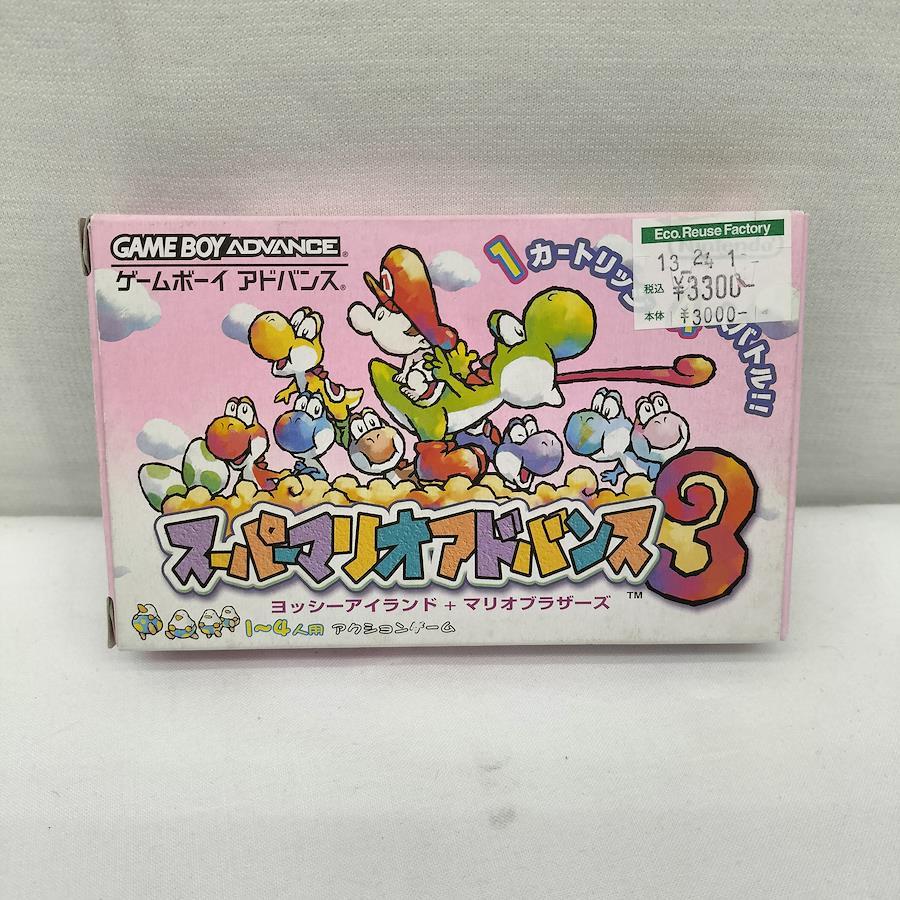 GAME BOY ADVANCE
ゲームボーイ アドバンス
1カートリッジ
バトル!!
Eco.Reuse Factory
13 24 1-
税込 ¥3300-
本体 ¥3000-
スーパーマリオアドバンス3
ヨッシーアイランド + マリオブラザーズ TM
1~4人用 アクションゲーム